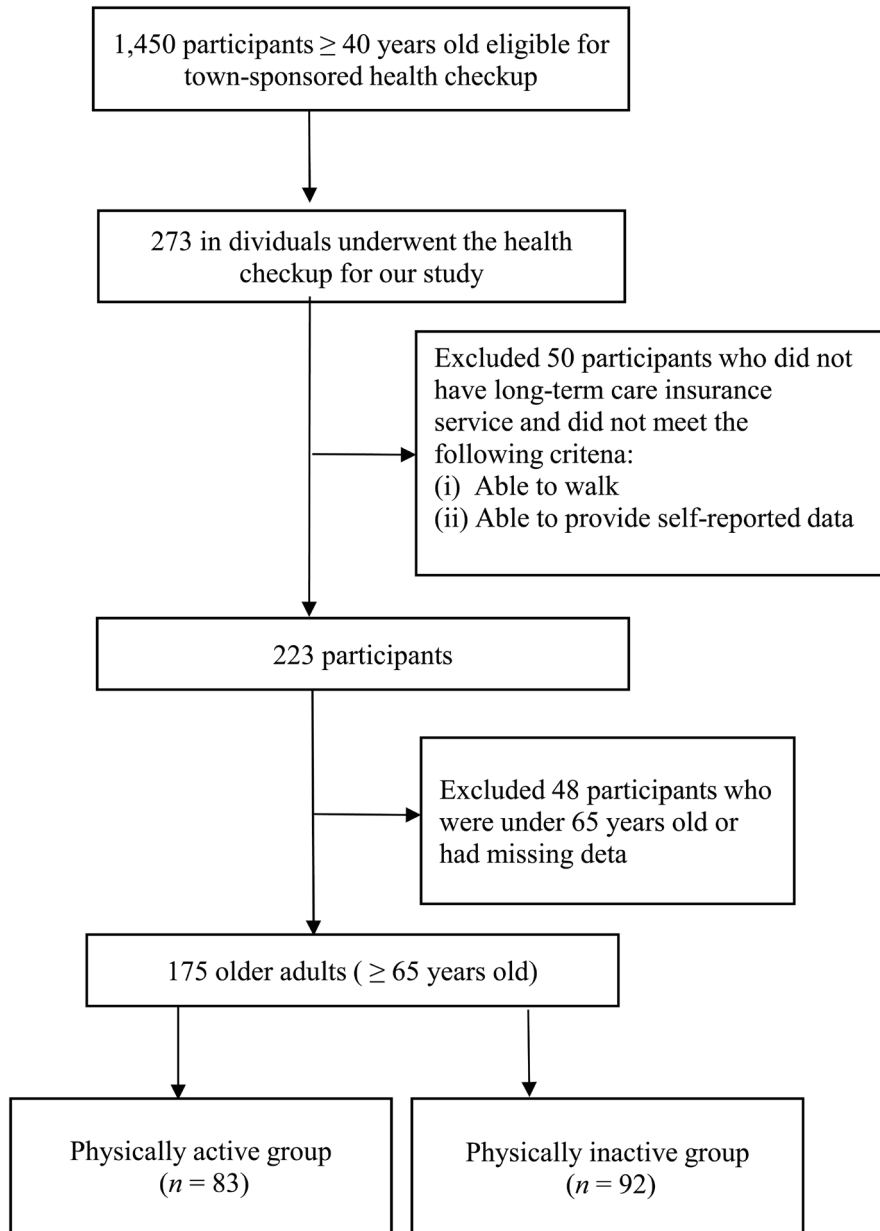 1,450 participants ≥ 40 years old eligible for
town-sponsored health checkup
273 in dividuals underwent the health
checkup for our study
Excluded 50 participants who did not
have long-term care insurance
service and did not meet the
following critena:
(i) Able to walk
(ii) Able to provide self-reported data
223 participants
Excluded 48 participants who
were under 65 years old or
had missing deta
175 older adults ( ≥ 65 years old)
Physically active group
(n = 83)
Physically inactive group
(n = 92)